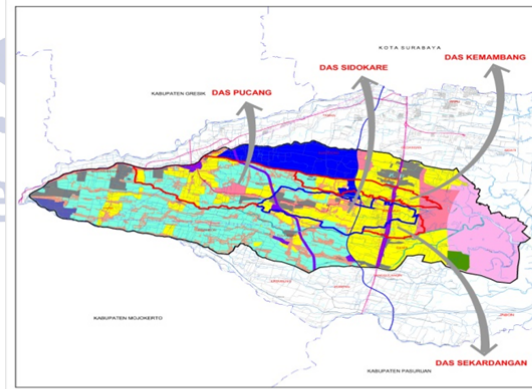 KOTA SURABAYA
DAS KEMAMBANG
DAS SIDOKARE
KABUPATEN GRESIK
DAS PUCANG
KABUPATEN MOJOKERTO
KABUPATEN PASURUAN
DAS SEKARDANGAN